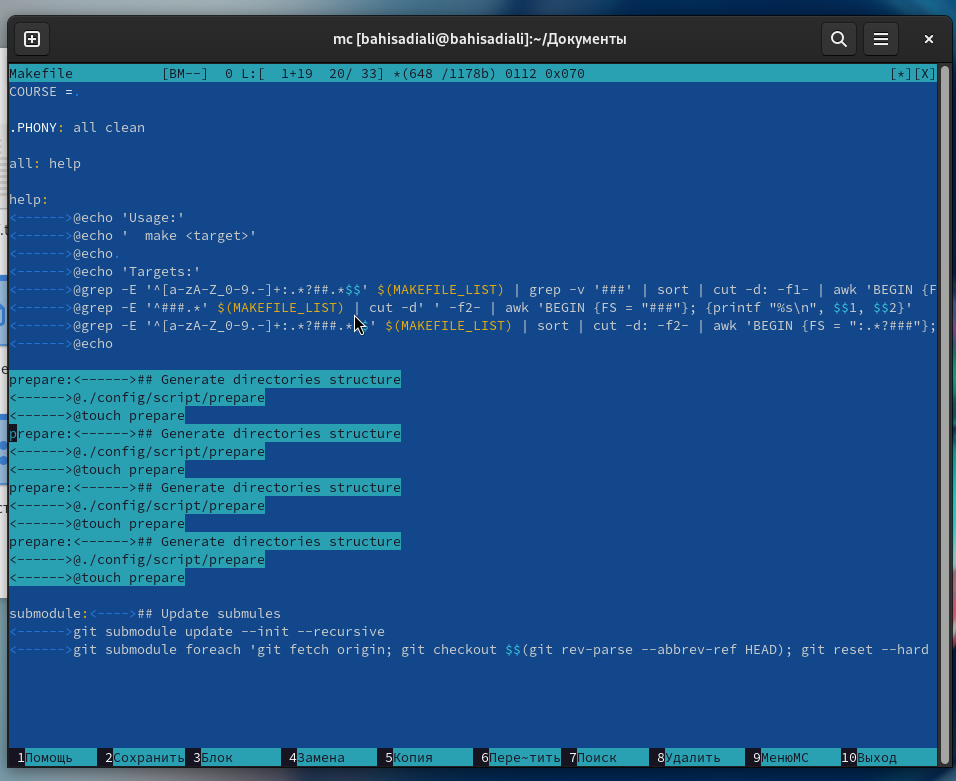 mc [bahisadiali@bahisadiali]:~/Документы
Makefile [BM--] 0 L:[ 1+19 20/ 33] *(648 /1178b) 0112 0x070 [*][X]
COURSE =.
.PHONY: all clean
all: help
help:
<------>@echo 'Usage:'
<------>@echo '  make <target>'
<------>@echo.
<------>@echo 'Targets:'
<------>@grep -E '^[a-zA-Z_0-9.-]+:.*?##.*$$' $(MAKEFILE_LIST) | grep -v '###' | sort | cut -d: -f1- | awk 'BEGIN {F
<------>@grep -E '^###.*' $(MAKEFILE_LIST) | cut -d' ' -f2- | awk 'BEGIN {FS = "###"}; {printf "%s\n", $$1, $$2}'
<------>@grep -E '^[a-zA-Z_0-9.-]+:.*?###.*$$' $(MAKEFILE_LIST) | sort | cut -d: -f2- | awk 'BEGIN {FS = ":.*?###"};
<------>@echo
prepare:<------>## Generate directories structure
<------>@./config/script/prepare
<------>@touch prepare
prepare:<------>## Generate directories structure
<------>@./config/script/prepare
<------>@touch prepare
prepare:<------>## Generate directories structure
<------>@./config/script/prepare
<------>@touch prepare
prepare:<------>## Generate directories structure
<------>@./config/script/prepare
<------>@touch prepare
submodule:<---->## Update submules
<------>git submodule update --init --recursive
<------>git submodule foreach 'git fetch origin; git checkout $$(git rev-parse --abbrev-ref HEAD); git reset --hard
1Помощь 2Сохранить 3Блок 4Замена 5Копия 6Пере~тить 7Поиск 8Удалить 9МенюMC 10Выход